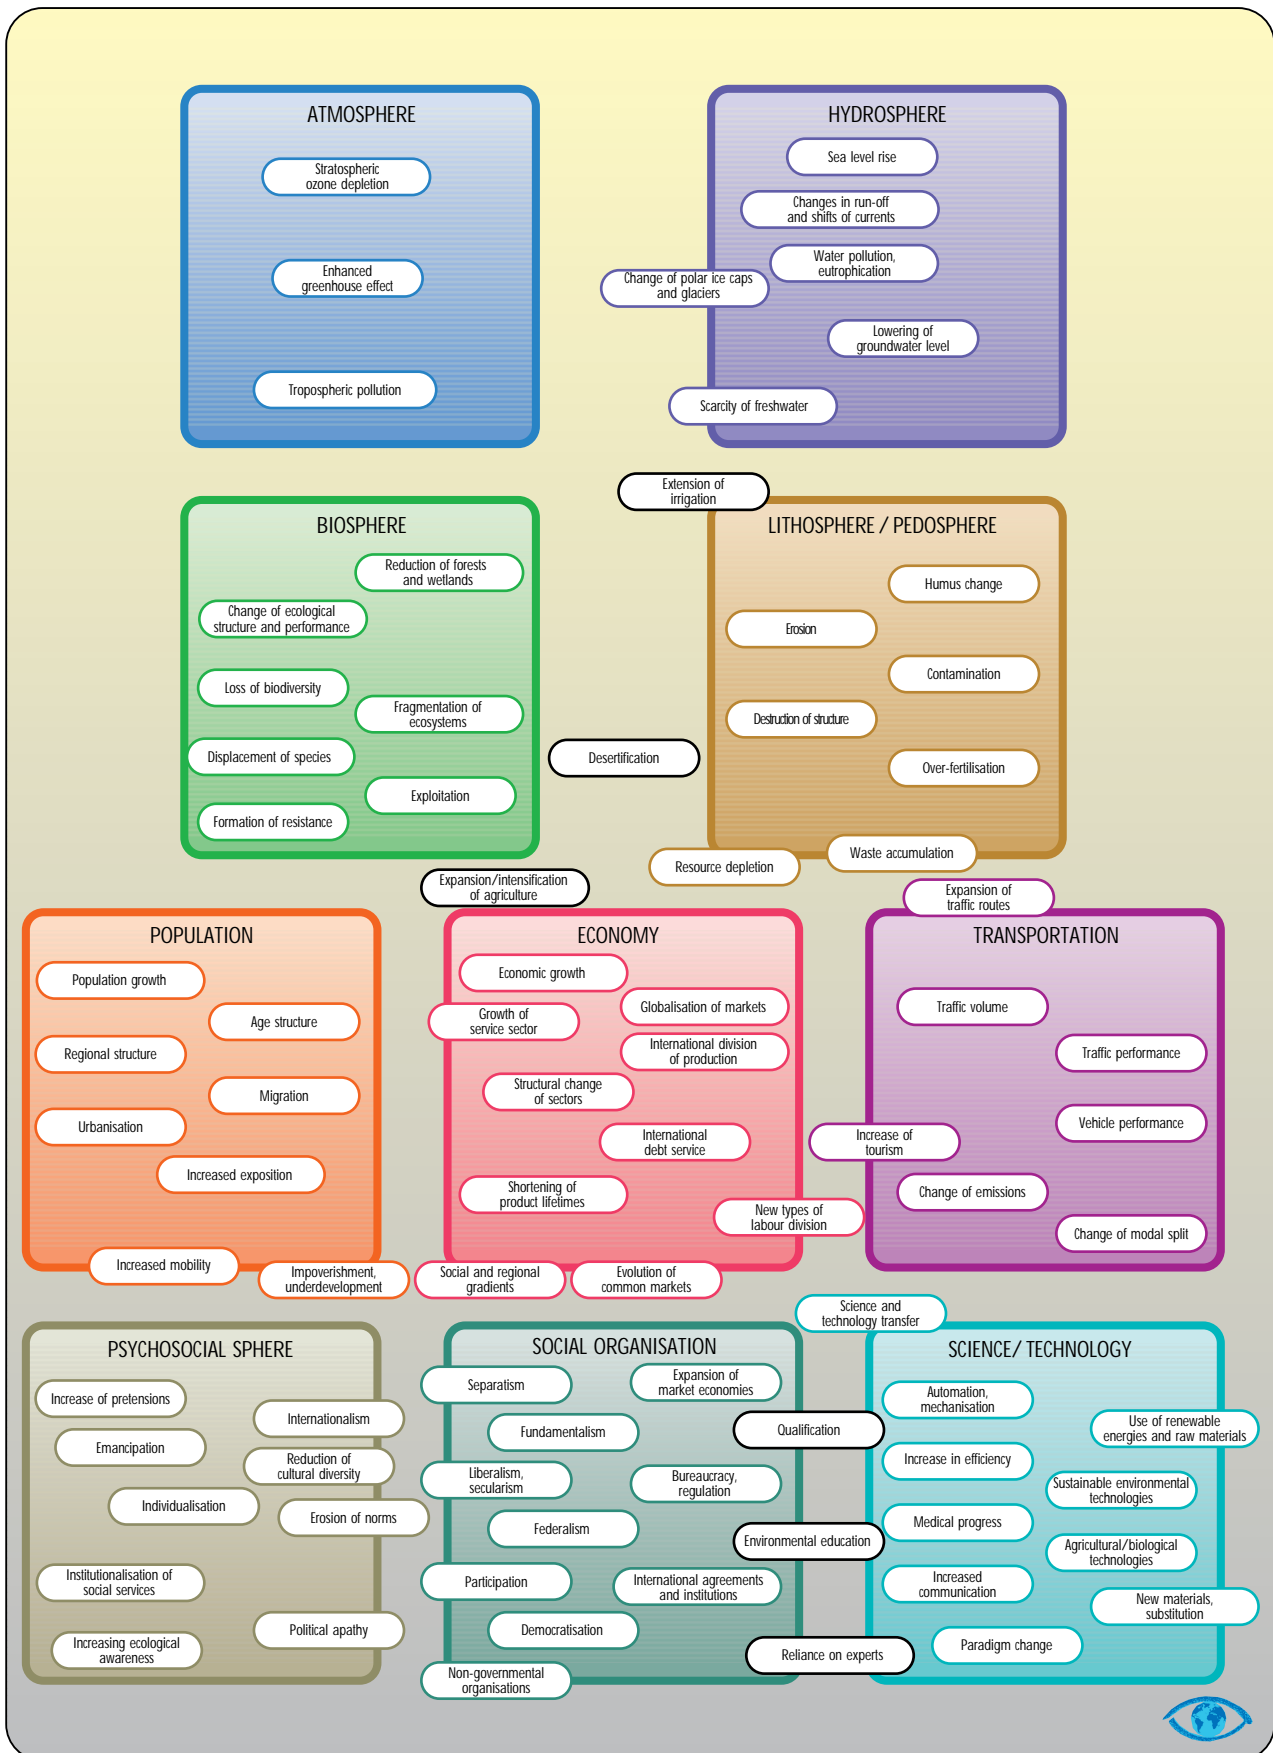 ATMOSPHERE
Stratospheric
ozone depletion
Enhanced
greenhouse effect
Tropospheric pollution
HYDROSPHERE
Sea level rise
Changes in run-off
and shifts of currents
Water pollution,
eutrophication
Change of polar ice caps
and glaciers
Lowering of
groundwater level
Scarcity of freshwater
Extension of
irrigation
BIOSPHERE
Reduction of forests
and wetlands
Change of ecological
structure and performance
Loss of biodiversity
Fragmentation of
ecosystems
Displacement of species
Exploitation
Formation of resistance
Desertification
LITHOSPHERE / PEDOSPHERE
Humus change
Erosion
Contamination
Destruction of structure
Over-fertilisation
Waste accumulation
Resource depletion
Expansion/intensification
of agriculture
Expansion of
traffic routes
POPULATION
Population growth
Age structure
Regional structure
Migration
Urbanisation
Increased exposition
Increased mobility
Impoverishment,
underdevelopment
ECONOMY
Economic growth
Globalisation of markets
Growth of
service sector
International division
of production
Structural change
of sectors
International
debt service
Shortening of
product lifetimes
New types of
labour division
Social and regional
gradients
Evolution of
common markets
TRANSPORTATION
Traffic volume
Traffic performance
Vehicle performance
Increase of
tourism
Change of emissions
Change of modal split
Science and
technology transfer
PSYCHOSOCIAL SPHERE
Increase of pretensions
Internationalism
Emancipation
Reduction of
cultural diversity
Individualisation
Erosion of norms
Institutionalisation of
social services
Political apathy
Increasing ecological
awareness
SOCIAL ORGANISATION
Separatism
Expansion of
market economies
Fundamentalism
Qualification
Liberalism,
secularism
Bureaucracy,
regulation
Federalism
Environmental education
Participation
International agreements
and institutions
Democratisation
Reliance on experts
Non-governmental
organisations
SCIENCE/ TECHNOLOGY
Automation,
mechanisation
Use of renewable
energies and raw materials
Increase in efficiency
Sustainable environmental
technologies
Medical progress
Agricultural/biological
technologies
Increased
communication
New materials,
substitution
Paradigm change